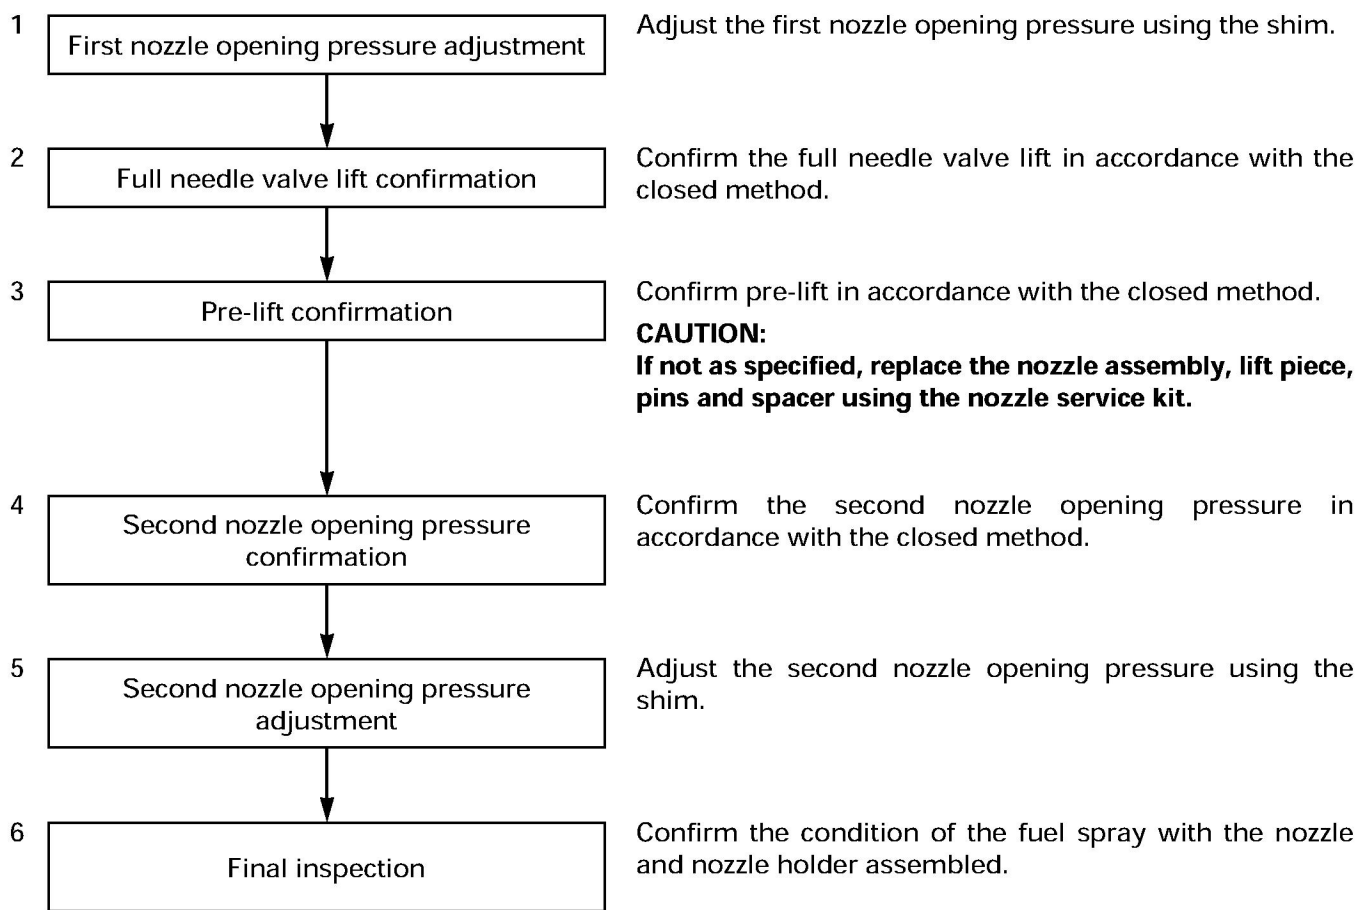 1
First nozzle opening pressure adjustment
Adjust the first nozzle opening pressure using the shim.
2
Full needle valve lift confirmation
Confirm the full needle valve lift in accordance with the
closed method.
3
Pre-lift confirmation
Confirm pre-lift in accordance with the closed method.
CAUTION:
If not as specified, replace the nozzle assembly, lift piece,
pins and spacer using the nozzle service kit.
4
Second nozzle opening pressure
confirmation
Confirm the second nozzle opening pressure in
accordance with the closed method.
5
Second nozzle opening pressure
adjustment
Adjust the second nozzle opening pressure using the
shim.
6
Final inspection
Confirm the condition of the fuel spray with the nozzle
and nozzle holder assembled.